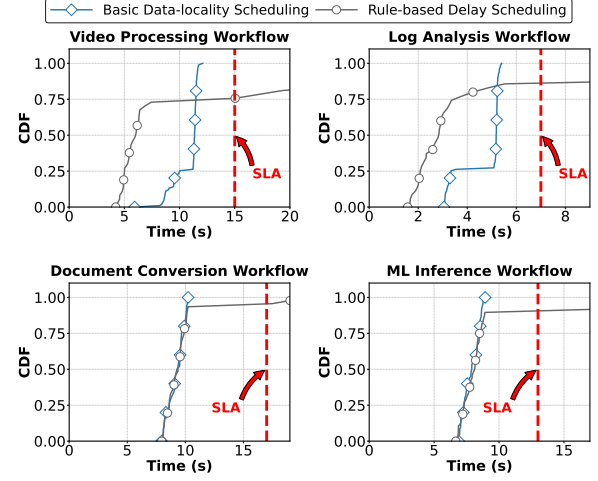 Basic Data-locality Scheduling Rule-based Delay Scheduling
Video Processing Workflow
CDF
1.00
0.75
0.50
0.25
0.00
SLA
0 5 10 15 20
Time (s)
Log Analysis Workflow
CDF
1.00
0.75
0.50
0.25
0.00
SLA
0 2 4 6 8
Time (s)
Document Conversion Workflow
CDF
1.00
0.75
0.50
0.25
0.00
SLA
0 5 10 15
Time (s)
ML Inference Workflow
CDF
1.00
0.75
0.50
0.25
0.00
SLA
0 5 10 15
Time (s)